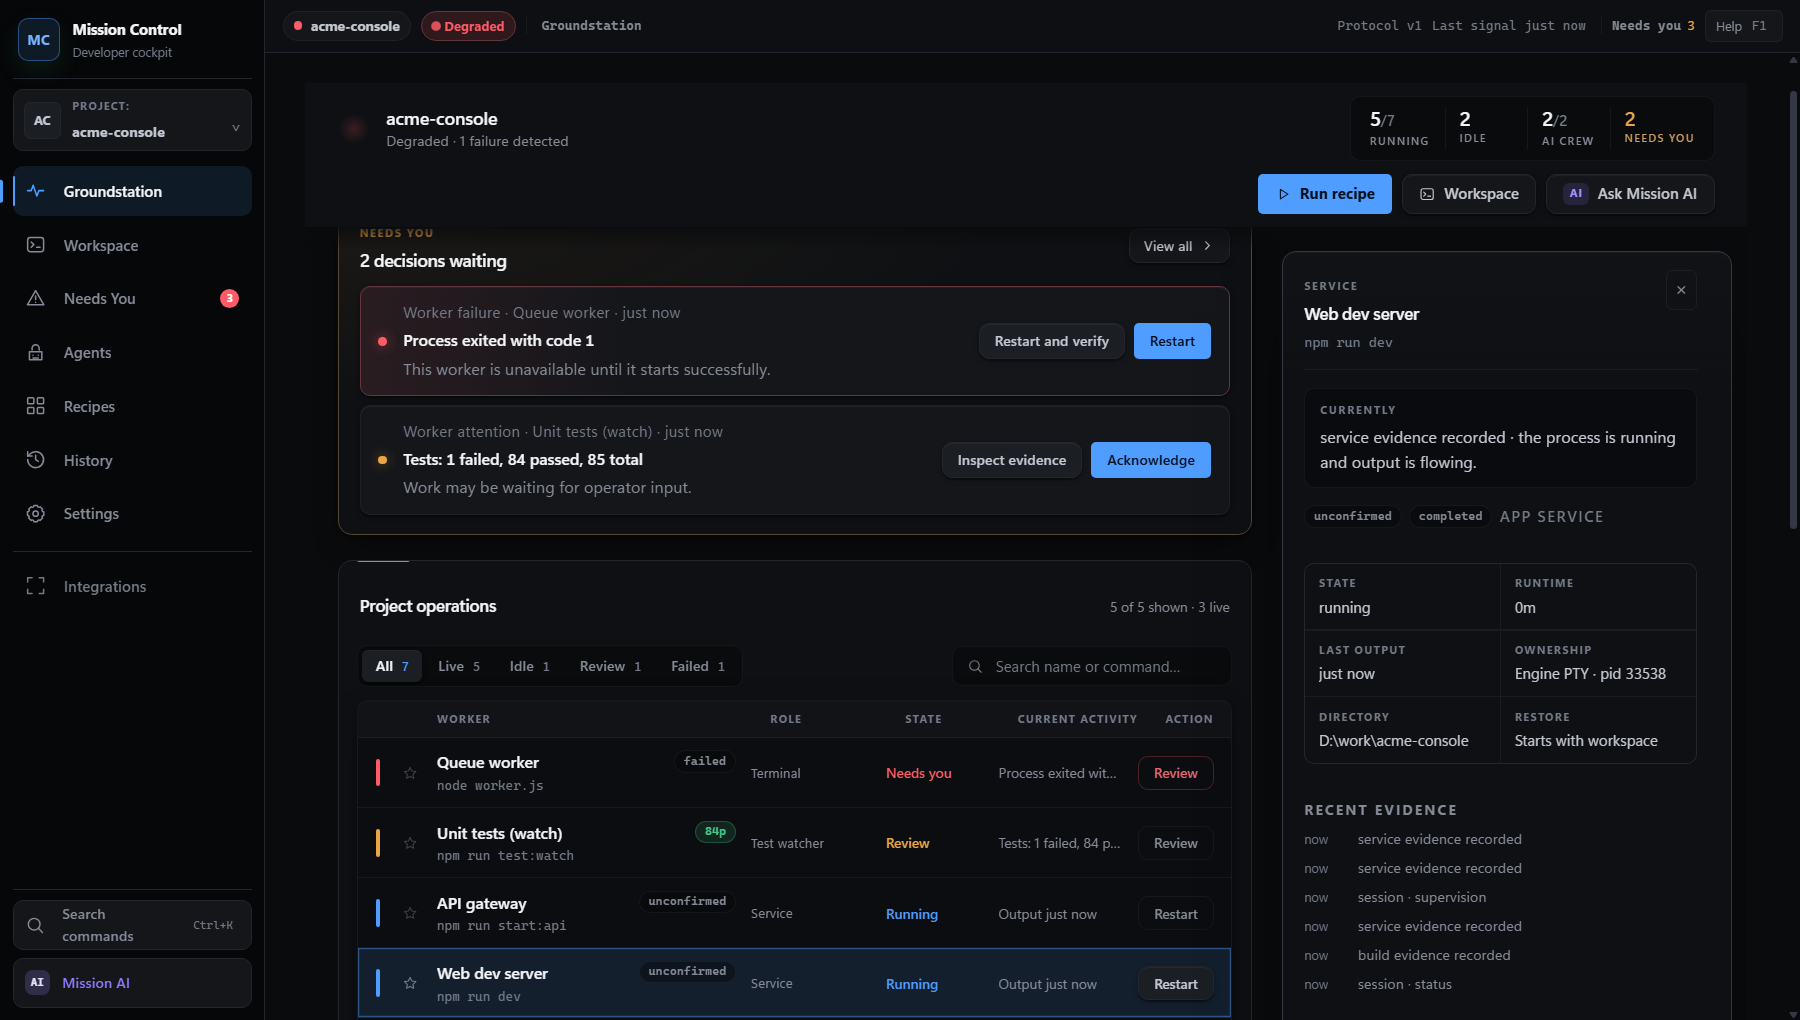 MC
Mission Control
Developer cockpit
PROJECT:
AC
acme-console
Groundstation
Workspace
Needs You
3
Agents
Recipes
History
Settings
Integrations
Search commands
Ctrl+K
AI
Mission AI
acme-console
Degraded
Groundstation
Protocol v1
Last signal just now
Needs you 3
Help F1
acme-console
Degraded · 1 failure detected
5/7
RUNNING
2
IDLE
2/2
AI CREW
2
NEEDS YOU
Run recipe
Workspace
AI
Ask Mission AI
NEEDS YOU
2 decisions waiting
View all
Worker failure · Queue worker · just now
Process exited with code 1
This worker is unavailable until it starts successfully.
Restart and verify
Restart
Worker attention · Unit tests (watch) · just now
Tests: 1 failed, 84 passed, 85 total
Work may be waiting for operator input.
Inspect evidence
Acknowledge
Project operations
5 of 5 shown · 3 live
All 7
Live 5
Idle 1
Review 1
Failed 1
Search name or command...
WORKER
ROLE
STATE
CURRENT ACTIVITY
ACTION
Queue worker
failed
node worker.js
Terminal
Needs you
Process exited wit...
Review
Unit tests (watch)
84p
npm run test:watch
Test watcher
Review
Tests: 1 failed, 84 p...
Review
API gateway
unconfirmed
npm run start:api
Service
Running
Output just now
Restart
Web dev server
unconfirmed
npm run dev
Service
Running
Output just now
Restart
SERVICE
Web dev server
npm run dev
CURRENTLY
service evidence recorded · the process is running
and output is flowing.
unconfirmed
completed
APP SERVICE
STATE
running
RUNTIME
0m
LAST OUTPUT
just now
OWNERSHIP
Engine PTY · pid 33538
DIRECTORY
D:\work\acme-console
RESTORE
Starts with workspace
RECENT EVIDENCE
now service evidence recorded
now service evidence recorded
now session · supervision
now service evidence recorded
now build evidence recorded
now session · status